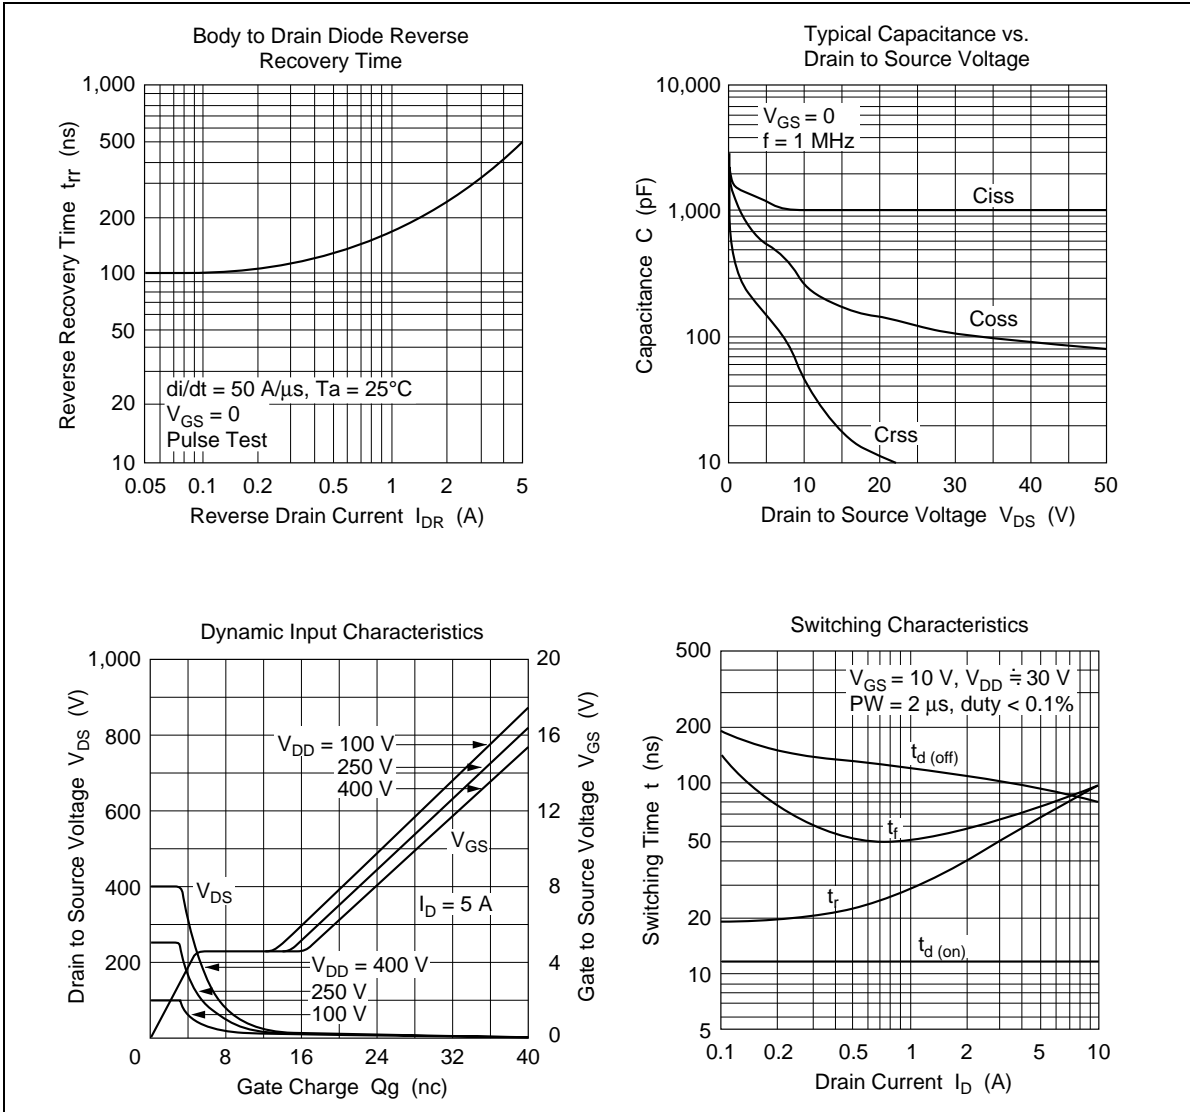 Body to Drain Diode Reverse
Recovery Time
1,000
500
200
100
50
20
10
Reverse Recovery Time trr (ns)
di/dt = 50 A/μs, Ta = 25°C
VGS = 0
Pulse Test
0.05 0.1 0.2 0.5 1 2 5
Reverse Drain Current IDR (A)
Typical Capacitance vs.
Drain to Source Voltage
10,000
1,000
100
10
Capacitance C (pF)
VGS = 0
f = 1 MHz
Ciss
Coss
Crss
0 10 20 30 40 50
Drain to Source Voltage VDS (V)
Dynamic Input Characteristics
1,000
800
600
400
200
0
Drain to Source Voltage VDS (V)
20
16
12
8
4
0
Gate to Source Voltage VGS (V)
VDD = 100 V
250 V
400 V
VGS
VDS
ID = 5 A
VDD = 400 V
250 V
100 V
8 16 24 32 40
Gate Charge Qg (nc)
Switching Characteristics
500
200
100
50
20
10
5
Switching Time t (ns)
VGS = 10 V, VDD ≑ 30 V
PW = 2 μs, duty < 0.1%
td (off)
tf
tr
td (on)
0.1 0.2 0.5 1 2 5 10
Drain Current ID (A)